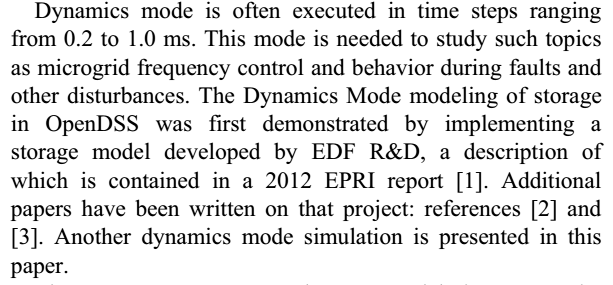 Dynamics mode is often executed in time steps ranging
from 0.2 to 1.0 ms. This mode is needed to study such topics
as microgrid frequency control and behavior during faults and
other disturbances. The Dynamics Mode modeling of storage
in OpenDSS was first demonstrated by implementing a
storage model developed by EDF R&D, a description of
which is contained in a 2012 EPRI report [1]. Additional
papers have been written on that project: references [2] and
[3]. Another dynamics mode simulation is presented in this
paper.